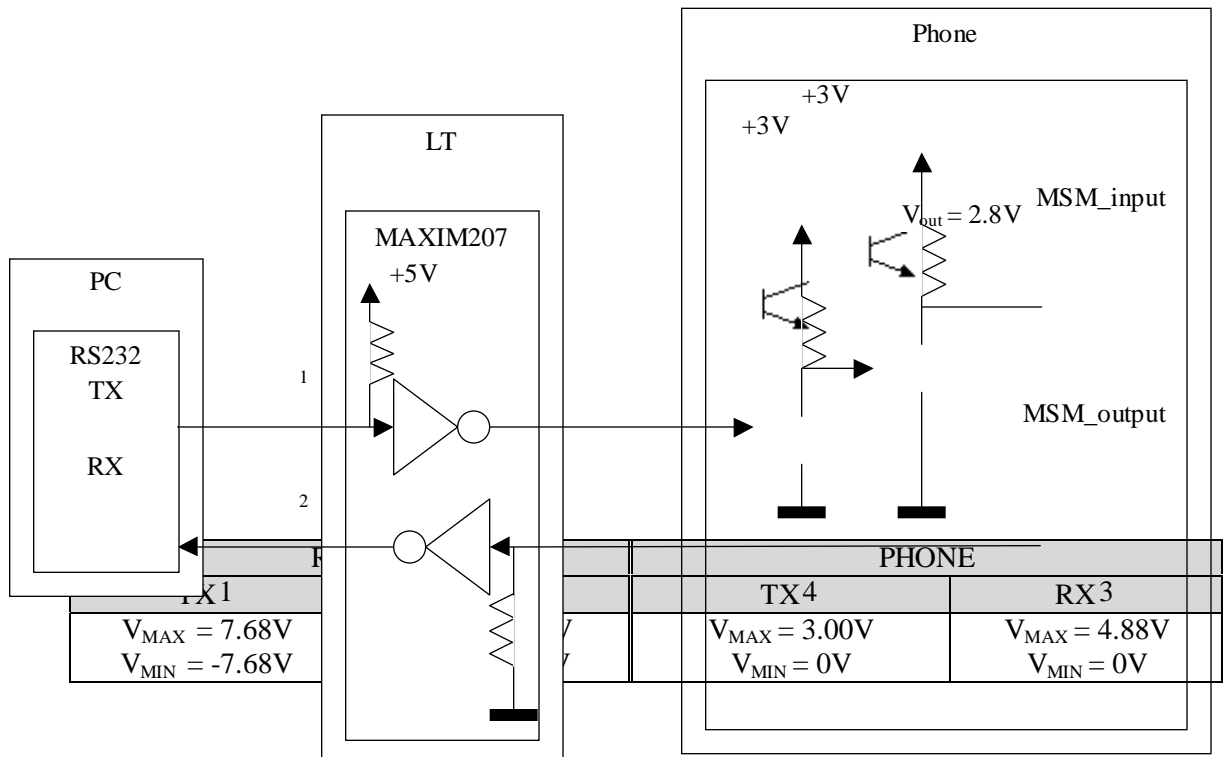 Phone
+3V
+3V
LT
MSM_input
Vout = 2.8V
MAXIM207
+5V
PC
RS232
TX
RX
1
2
MSM_output
PHONE
TX1
TX4
RX3
VMAX = 7.68V
VMIN = -7.68V
VMAX = 3.00V
VMIN = 0V
VMAX = 4.88V
VMIN = 0V